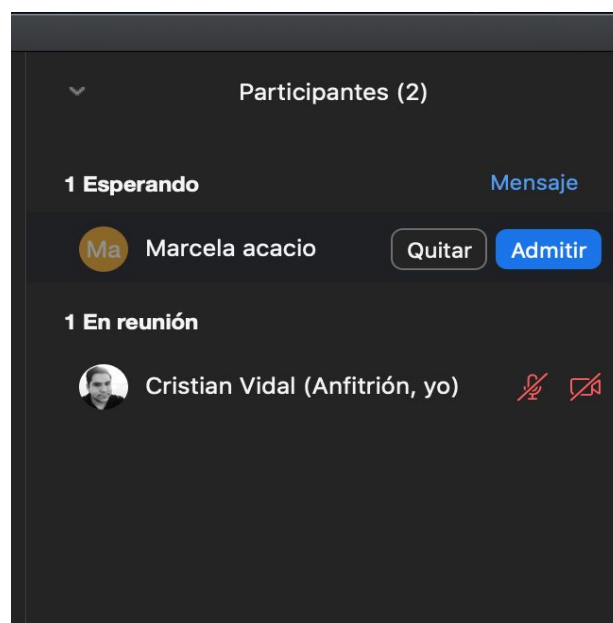 Participantes (2)
1 Esperando Mensaje
Ma Marcela acacio Quitar Admitir
1 En reunión
Cristian Vidal (Anfitrión, yo)